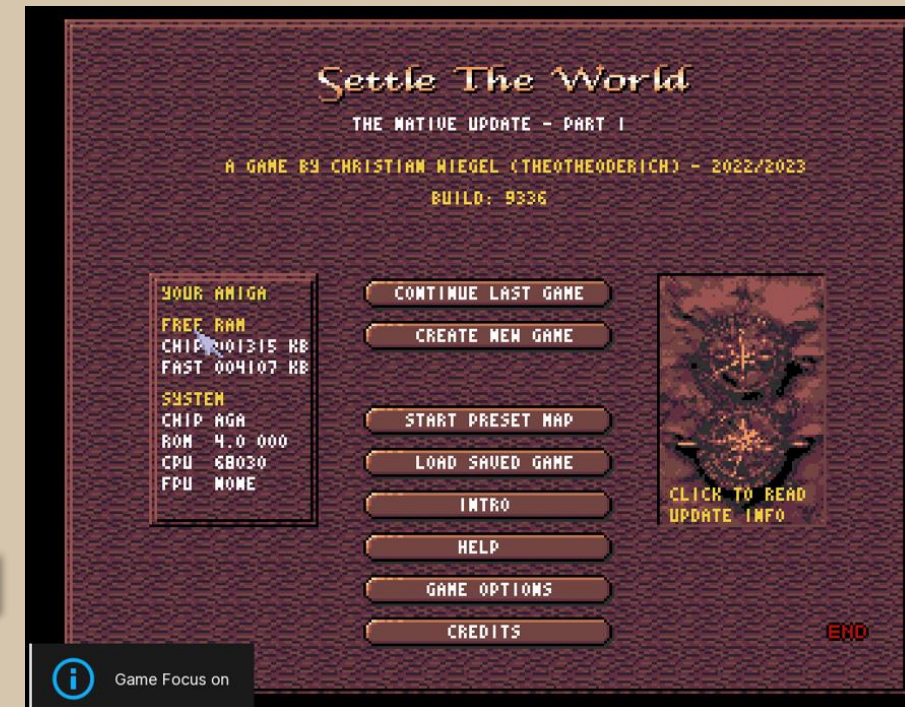 Settle The World
THE NATIVE UPDATE - PART I
A GAME BY CHRISTIAN WIEGEL (THEOTHEODERICH) - 2022/2023
BUILD: 9336
YOUR AMIGA
FREE RAM
CHIP 001315 KB
FAST 004107 KB
SYSTEM
CHIP AGA
ROM 4.0 000
CPU 68030
FPU NONE
CONTINUE LAST GAME
CREATE NEW GAME
START PRESET MAP
LOAD SAVED GAME
INTRO
HELP
GAME OPTIONS
CREDITS
CLICK TO READ
UPDATE INFO
END
Game Focus on